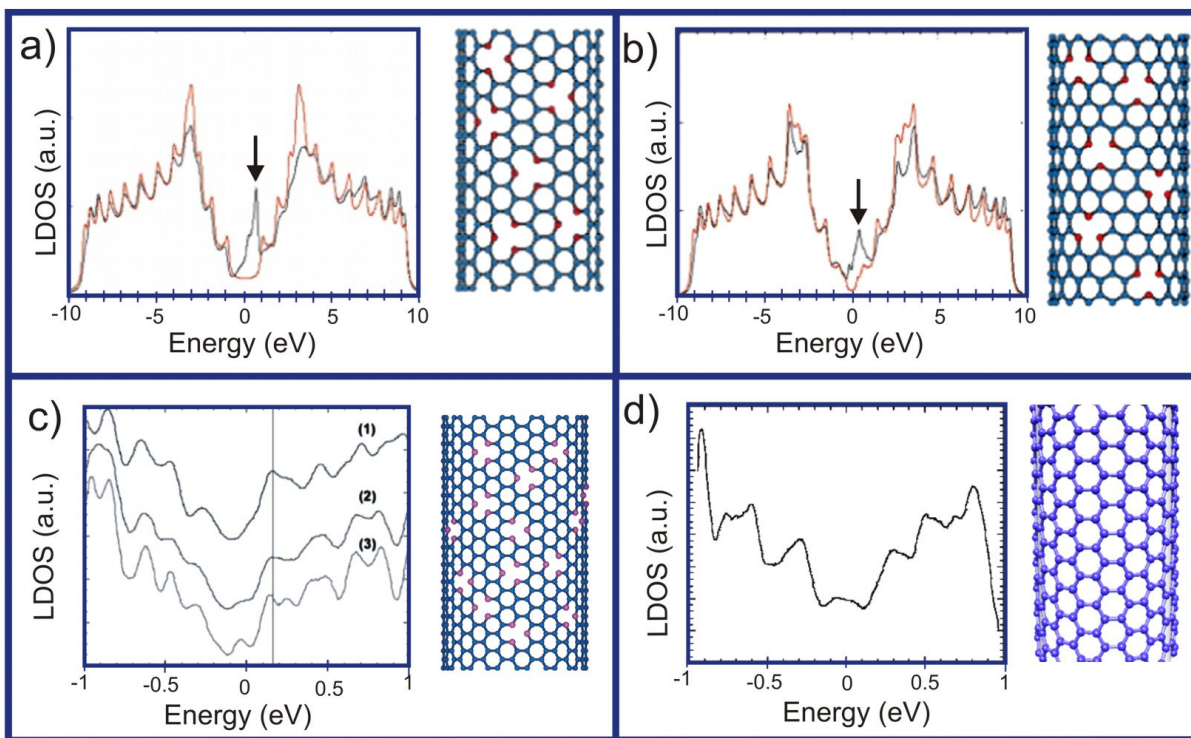 a)
LDOS (a.u.)
-10 -5 0 5 10
Energy (eV)
b)
LDOS (a.u.)
-10 -5 0 5 10
Energy (eV)
c)
LDOS (a.u.)
(1)
(2)
(3)
-1 -0.5 0 0.5 1
Energy (eV)
d)
LDOS (a.u.)
-1 -0.5 0 0.5 1
Energy (eV)